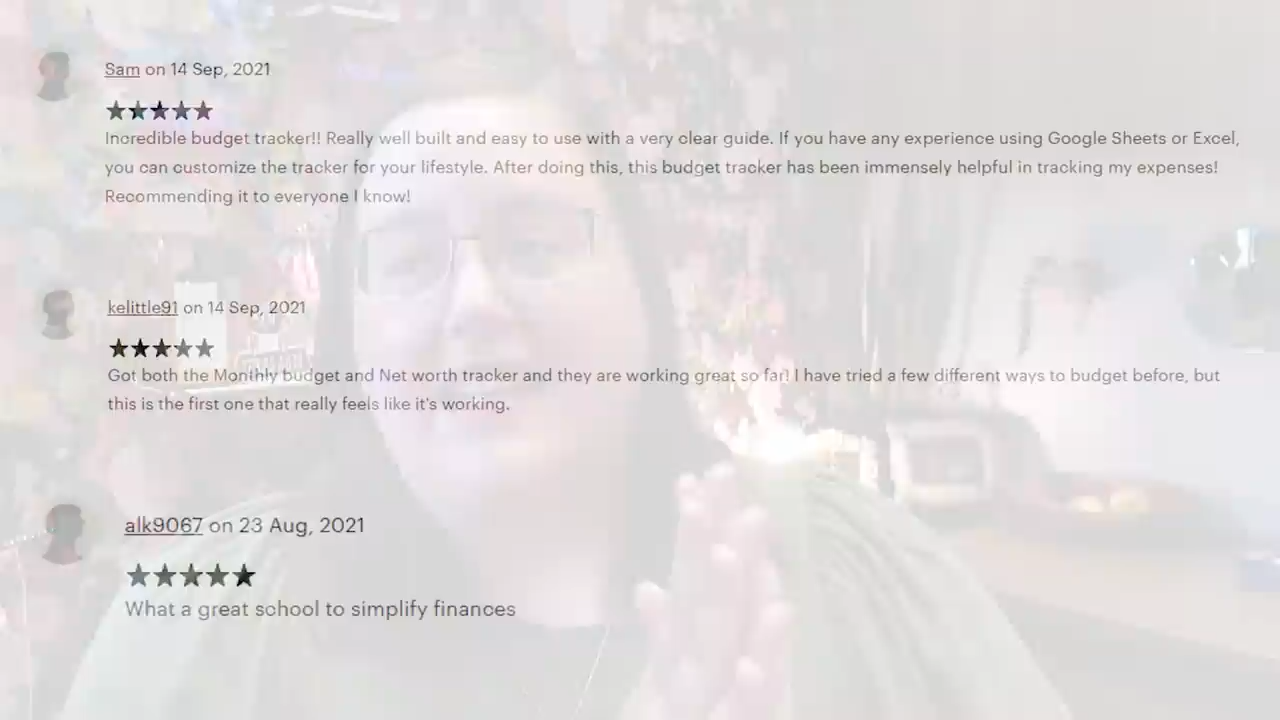 Sam on 14 Sep, 2021
★★★★★
Incredible budget tracker!! Really well built and easy to use with a very clear guide. If you have any experience using Google Sheets or Excel,
you can customize the tracker for your lifestyle. After doing this, this budget tracker has been immensely helpful in tracking my expenses!
Recommending it to everyone I know!
kelittle91 on 14 Sep, 2021
★★★★★
Got both the Monthly budget and Net worth tracker and they are working great so far! I have tried a few different ways to budget before, but
this is the first one that really feels like it's working.
alk9067 on 23 Aug, 2021
★★★★★
What a great school to simplify finances